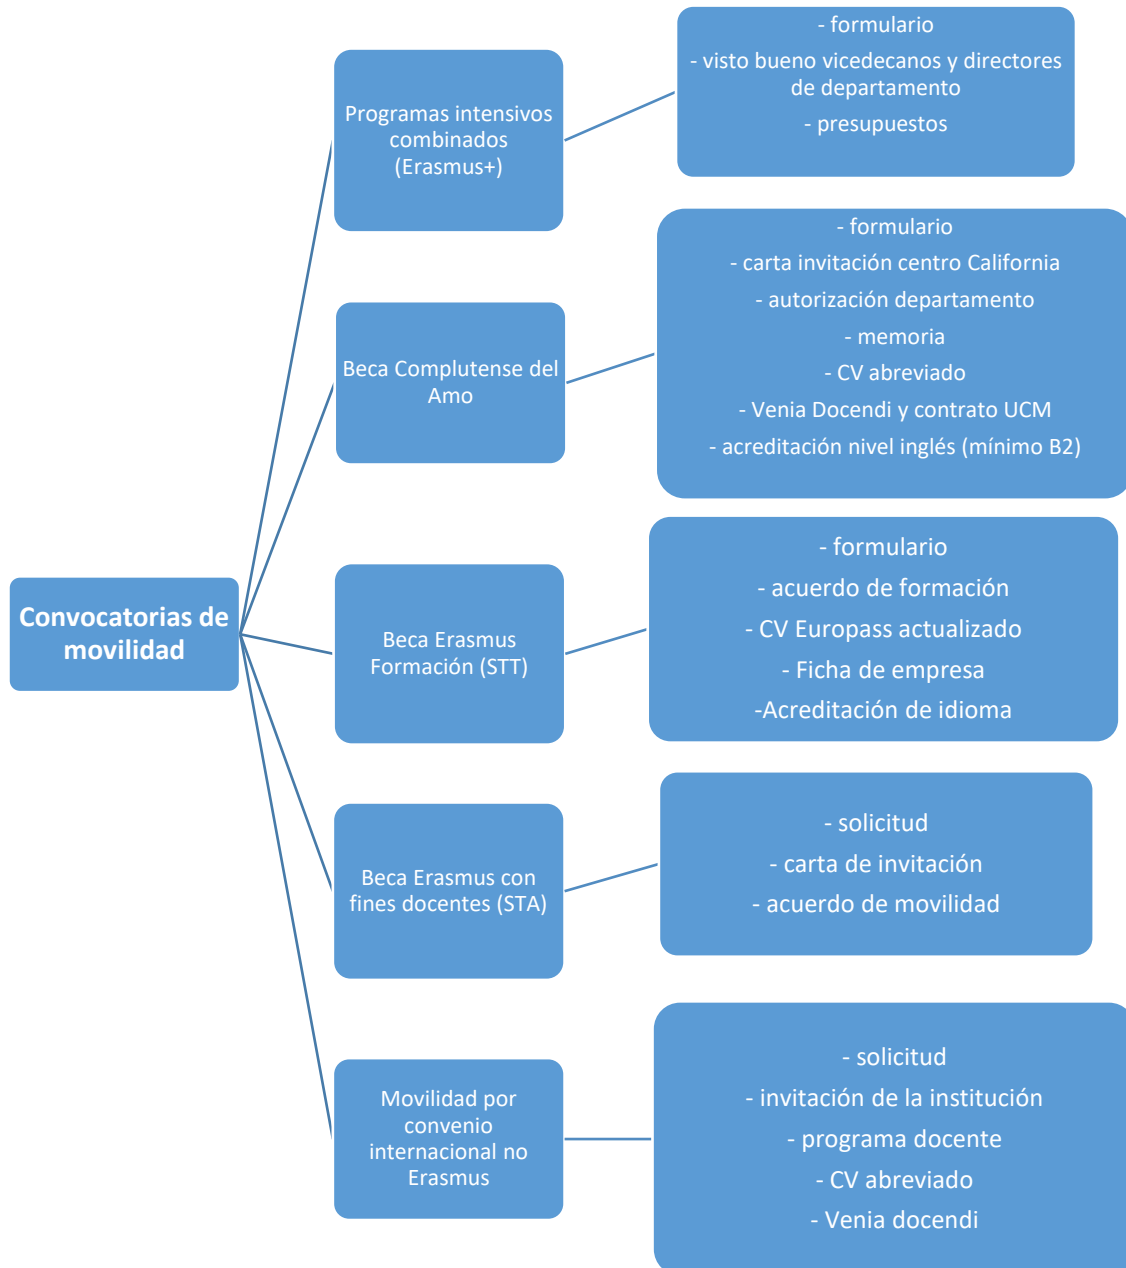 Convocatorias de
movilidad
Programas intensivos
combinados
(Erasmus+)
- formulario
- visto bueno vicedecanos y directores
de departamento
- presupuestos
Beca Complutense del
Amo
- formulario
- carta invitación centro California
- autorización departamento
- memoria
- CV abreviado
- Venia Docendi y contrato UCM
- acreditación nivel inglés (mínimo B2)
Beca Erasmus
Formación (STT)
- formulario
- acuerdo de formación
- CV Europass actualizado
- Ficha de empresa
-Acreditación de idioma
Beca Erasmus con
fines docentes (STA)
- solicitud
- carta de invitación
- acuerdo de movilidad
Movilidad por
convenio
internacional no
Erasmus
- solicitud
- invitación de la institución
- programa docente
- CV abreviado
- Venia docendi